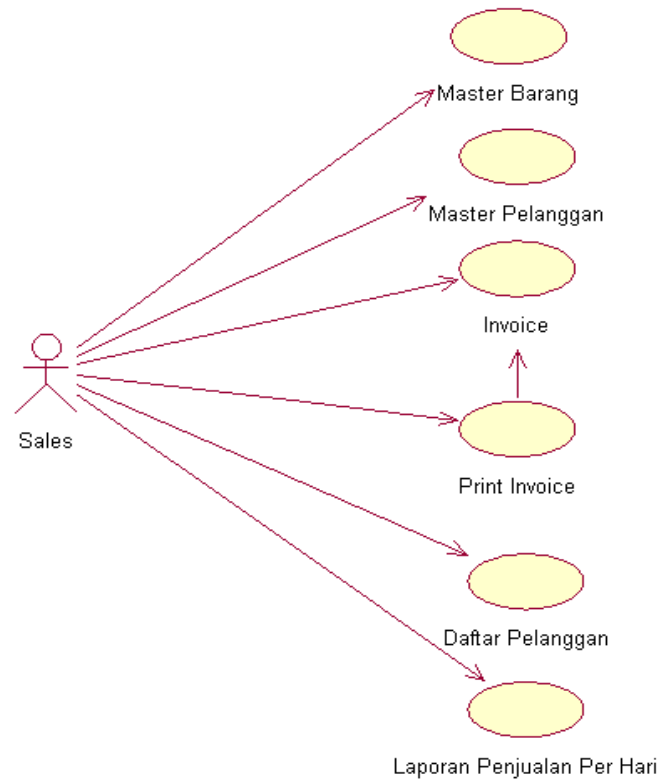 Master Barang
Master Pelanggan
Invoice
Sales
Print Invoice
Daftar Pelanggan
Laporan Penjualan Per Hari